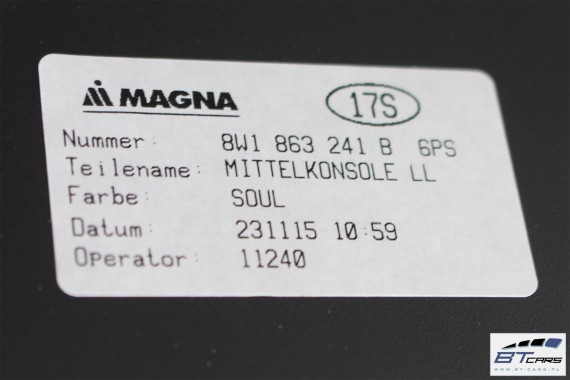 MAGNA 17S
Nummer: 8W1 863 241 B 6PS
Teilename: MITTELKONSOLE LL
Farbe: SOUL
Datum: 231115 10:59
Operator: 11240
BT CARS
WWW.BT-CARS.PL